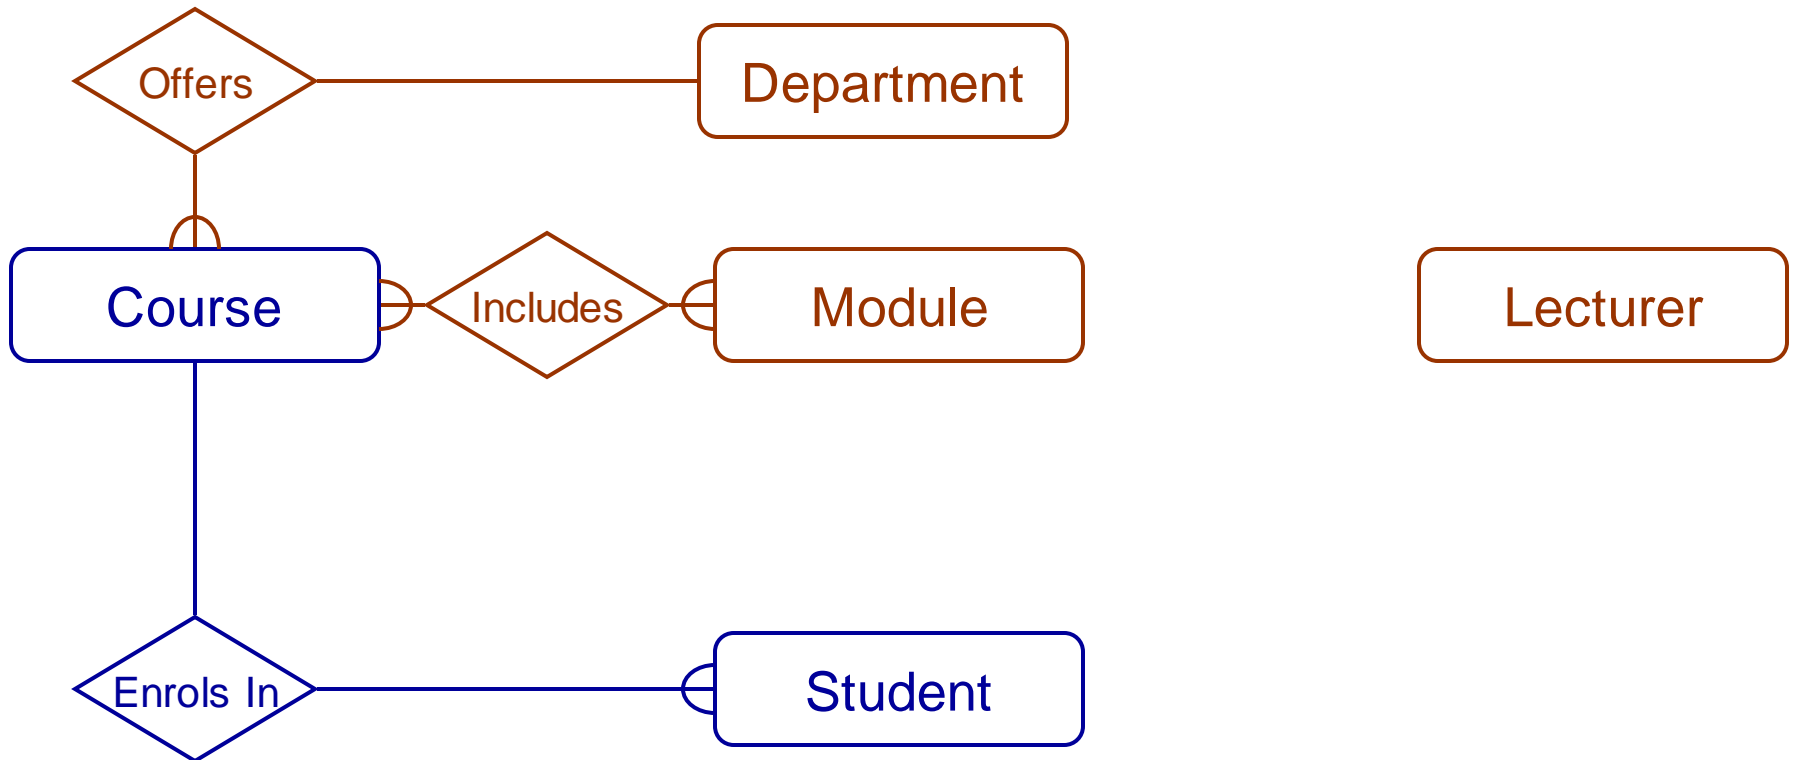 Offers
Department
Course
Includes
Module
Lecturer
Enrols In
Student